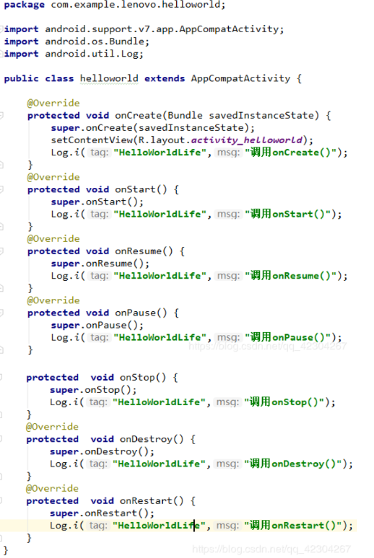 package com.example.lenovo.helloworld;
import android.support.v7.app.AppCompatActivity;
import android.os.Bundle;
import android.util.Log;
public class helloworld extends AppCompatActivity {
@Override
protected void onCreate(Bundle savedInstanceState) {
super.onCreate(savedInstanceState);
setContentView(R.layout.activity_helloworld);
Log.i( tag: "HelloWorldLife", msg: "调用onCreate()");
}
@Override
protected void onStart() {
super.onStart();
Log.i( tag: "HelloWorldLife", msg: "调用onStart()");
}
@Override
protected void onResume() {
super.onResume();
Log.i( tag: "HelloWorldLife", msg: "调用onResume()");
}
@Override
protected void onPause() {
super.onPause();
Log.i( tag: "HelloWorldLife", msg: "调用onPause()");
}
protected  void onStop() {
super.onStop();
Log.i( tag: "HelloWorldLife", msg: "调用onStop()");
}
@Override
protected  void onDestroy() {
super.onDestroy();
Log.i( tag: "HelloWorldLife", msg: "调用onDestroy()");
}
@Override
protected  void onRestart() {
super.onRestart();
Log.i( tag: "HelloWorldLife", msg: "调用onRestart()");
}
}
https://blog.csdn.net/qq_42304267